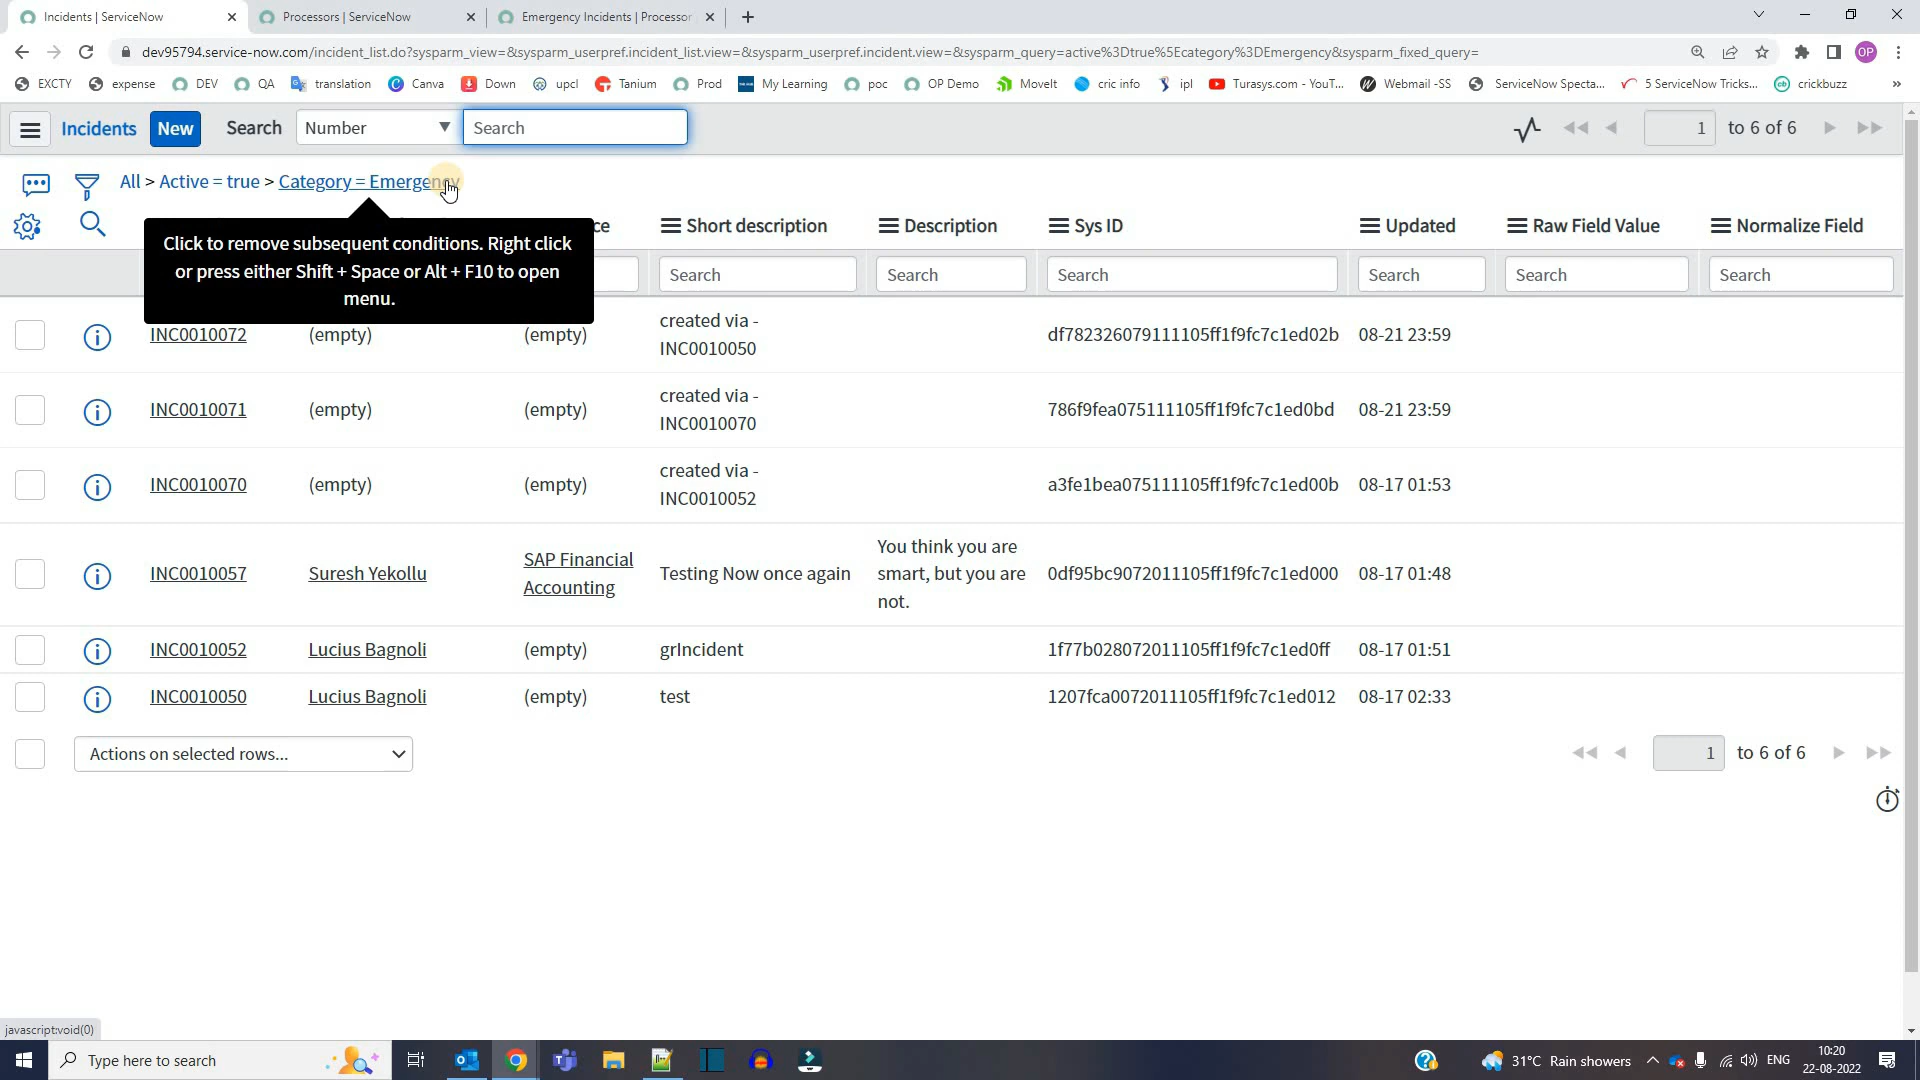 Incidents | ServiceNow
Processors | ServiceNow
Emergency Incidents | Processor
dev95794.service-now.com/incident_list.do?sysparm_view=&sysparm_userpref.incident_list.view=&sysparm_userpref.incident.view=&sysparm_query=active%3Dtrue%5Ecategory%3DEmergency&sysparm_fixed_query=
OP
EXCTY expense DEV QA translation Canva Down upcl Tanium Prod My Learning poc OP Demo MoveIt cric info ipl Turasys.com - YouT... Webmail -SS ServiceNow Specta... 5 ServiceNow Tricks... crickbuzz »
Incidents New Search Number Search 1 to 6 of 6
All > Active = true > Category = Emergency
ce Short description Description Sys ID Updated Raw Field Value Normalize Field
Click to remove subsequent conditions. Right click
or press either Shift + Space or Alt + F10 to open
menu.
Search Search Search Search Search Search
INC0010072 (empty) (empty) created via -
INC0010050 df782326079111105ff1f9fc7c1ed02b 08-21 23:59
INC0010071 (empty) (empty) created via -
INC0010070 786f9fea075111105ff1f9fc7c1ed0bd 08-21 23:59
INC0010070 (empty) (empty) created via -
INC0010052 a3fe1bea075111105ff1f9fc7c1ed00b 08-17 01:53
INC0010057 Suresh Yekollu SAP Financial
Accounting Testing Now once again You think you are
smart, but you are
not. 0df95bc9072011105ff1f9fc7c1ed000 08-17 01:48
INC0010052 Lucius Bagnoli (empty) grIncident 1f77b028072011105ff1f9fc7c1ed0ff 08-17 01:51
INC0010050 Lucius Bagnoli (empty) test 1207fca0072011105ff1f9fc7c1ed012 08-17 02:33
Actions on selected rows... 1 to 6 of 6
javascript:void(0)
Type here to search 31°C Rain showers ENG 10:20
22-08-2022